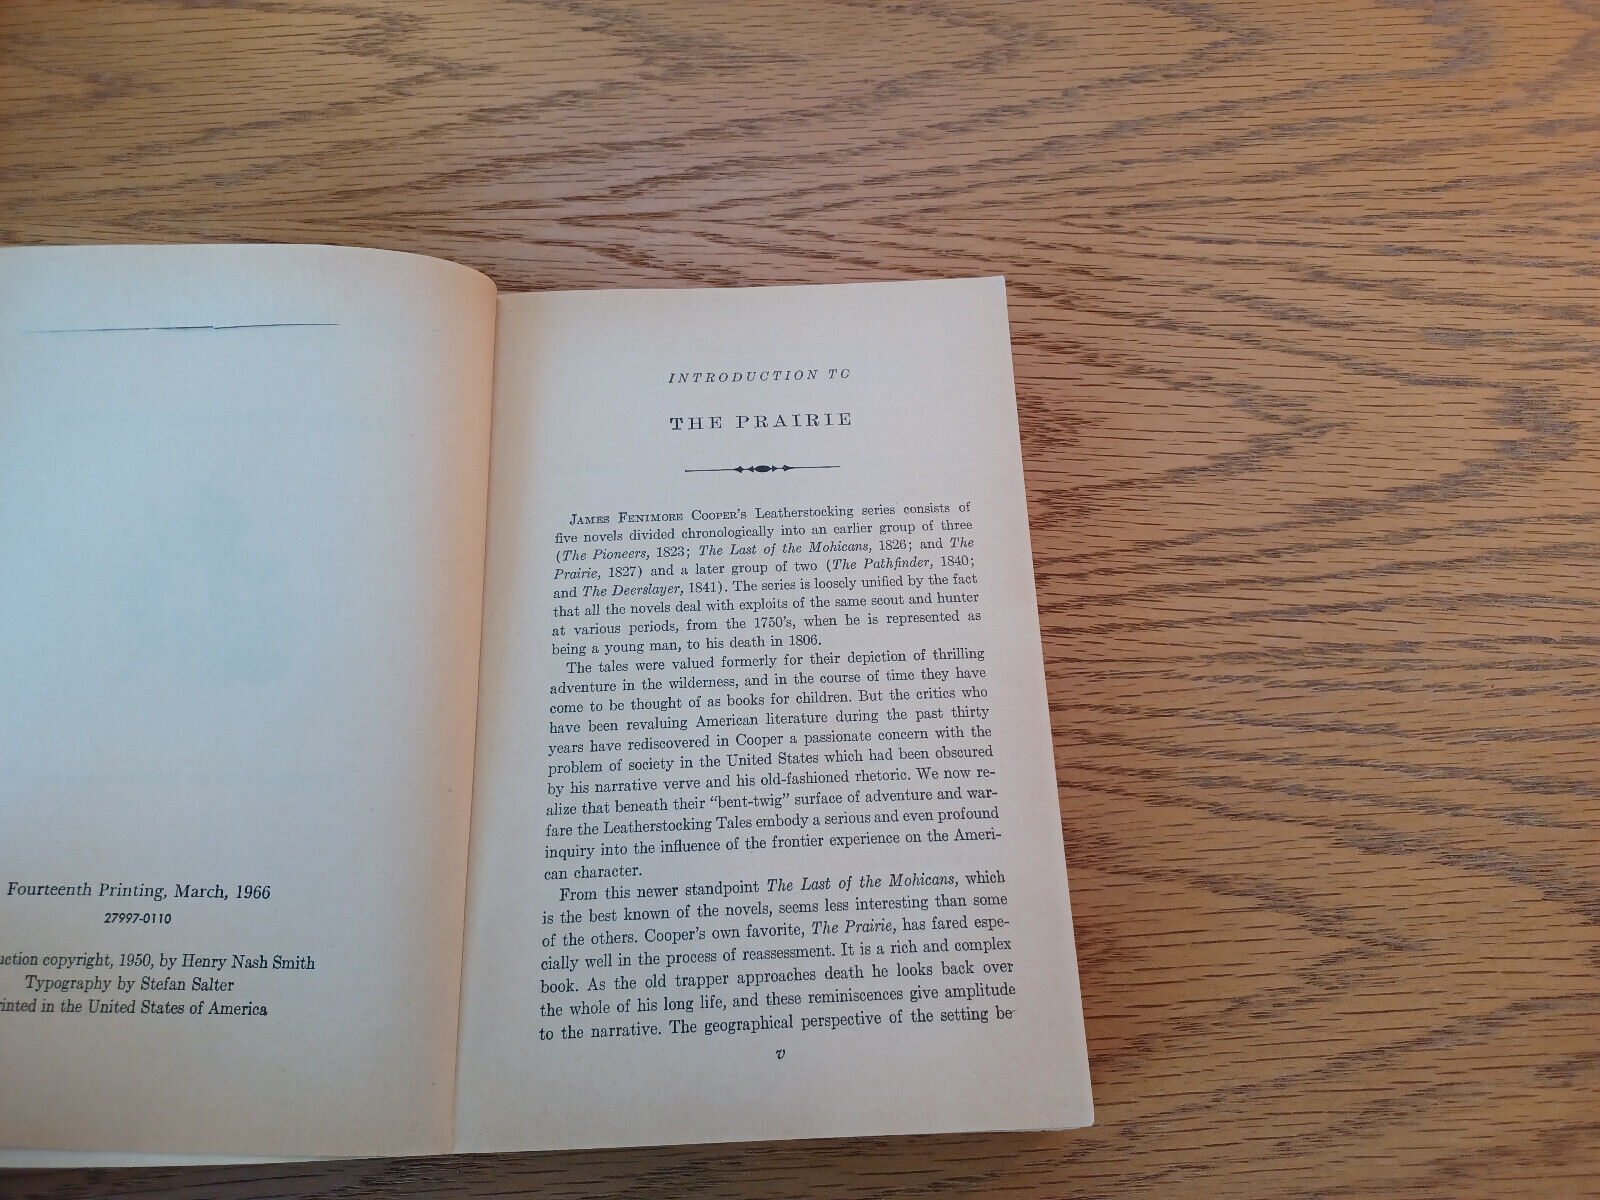 Fourteenth Printing, March, 1966
27997-0110
uction copyright, 1950, by Henry Nash Smith
Typography by Stefan Salter
inted in the United States of America
INTRODUCTION TO
THE PRAIRIE
JAMES FENIMORE COOPER'S Leatherstocking series consists of
five novels divided chronologically into an earlier group of three
(The Pioneers, 1823; The Last of the Mohicans, 1826; and The
Prairie, 1827) and a later group of two (The Pathfinder, 1840;
and The Deerslayer, 1841). The series is loosely unified by the fact
that all the novels deal with exploits of the same scout and hunter
at various periods, from the 1750's, when he is represented as
being a young man, to his death in 1806.
The tales were valued formerly for their depiction of thrilling
adventure in the wilderness, and in the course of time they have
come to be thought of as books for children. But the critics who
have been revaluing American literature during the past thirty
years have rediscovered in Cooper a passionate concern with the
problem of society in the United States which had been obscured
by his narrative verve and his old-fashioned rhetoric. We now re-
alize that beneath their "bent-twig" surface of adventure and war-
fare the Leatherstocking Tales embody a serious and even profound
inquiry into the influence of the frontier experience on the Ameri-
can character.
From this newer standpoint The Last of the Mohicans, which
is the best known of the novels, seems less interesting than some
of the others. Cooper's own favorite, The Prairie, has fared espe-
cially well in the process of reassessment. It is a rich and complex
book. As the old trapper approaches death he looks back over
the whole of his long life, and these reminiscences give amplitude
to the narrative. The geographical perspective of the setting be-
v